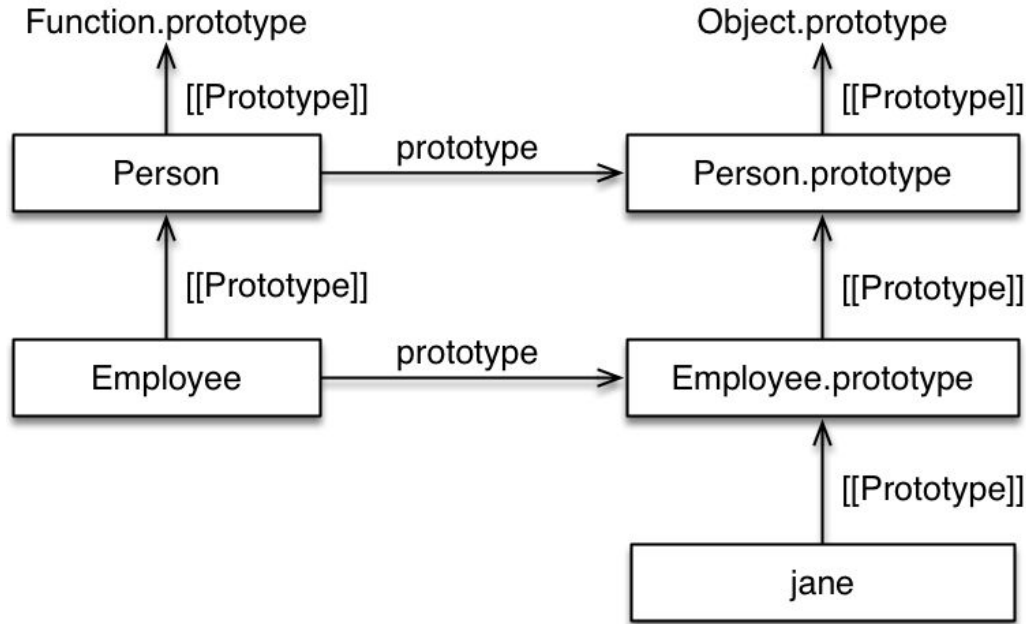 Function.prototype
Object.prototype
[[Prototype]]
[[Prototype]]
Person
prototype
Person.prototype
[[Prototype]]
[[Prototype]]
Employee
prototype
Employee.prototype
[[Prototype]]
jane